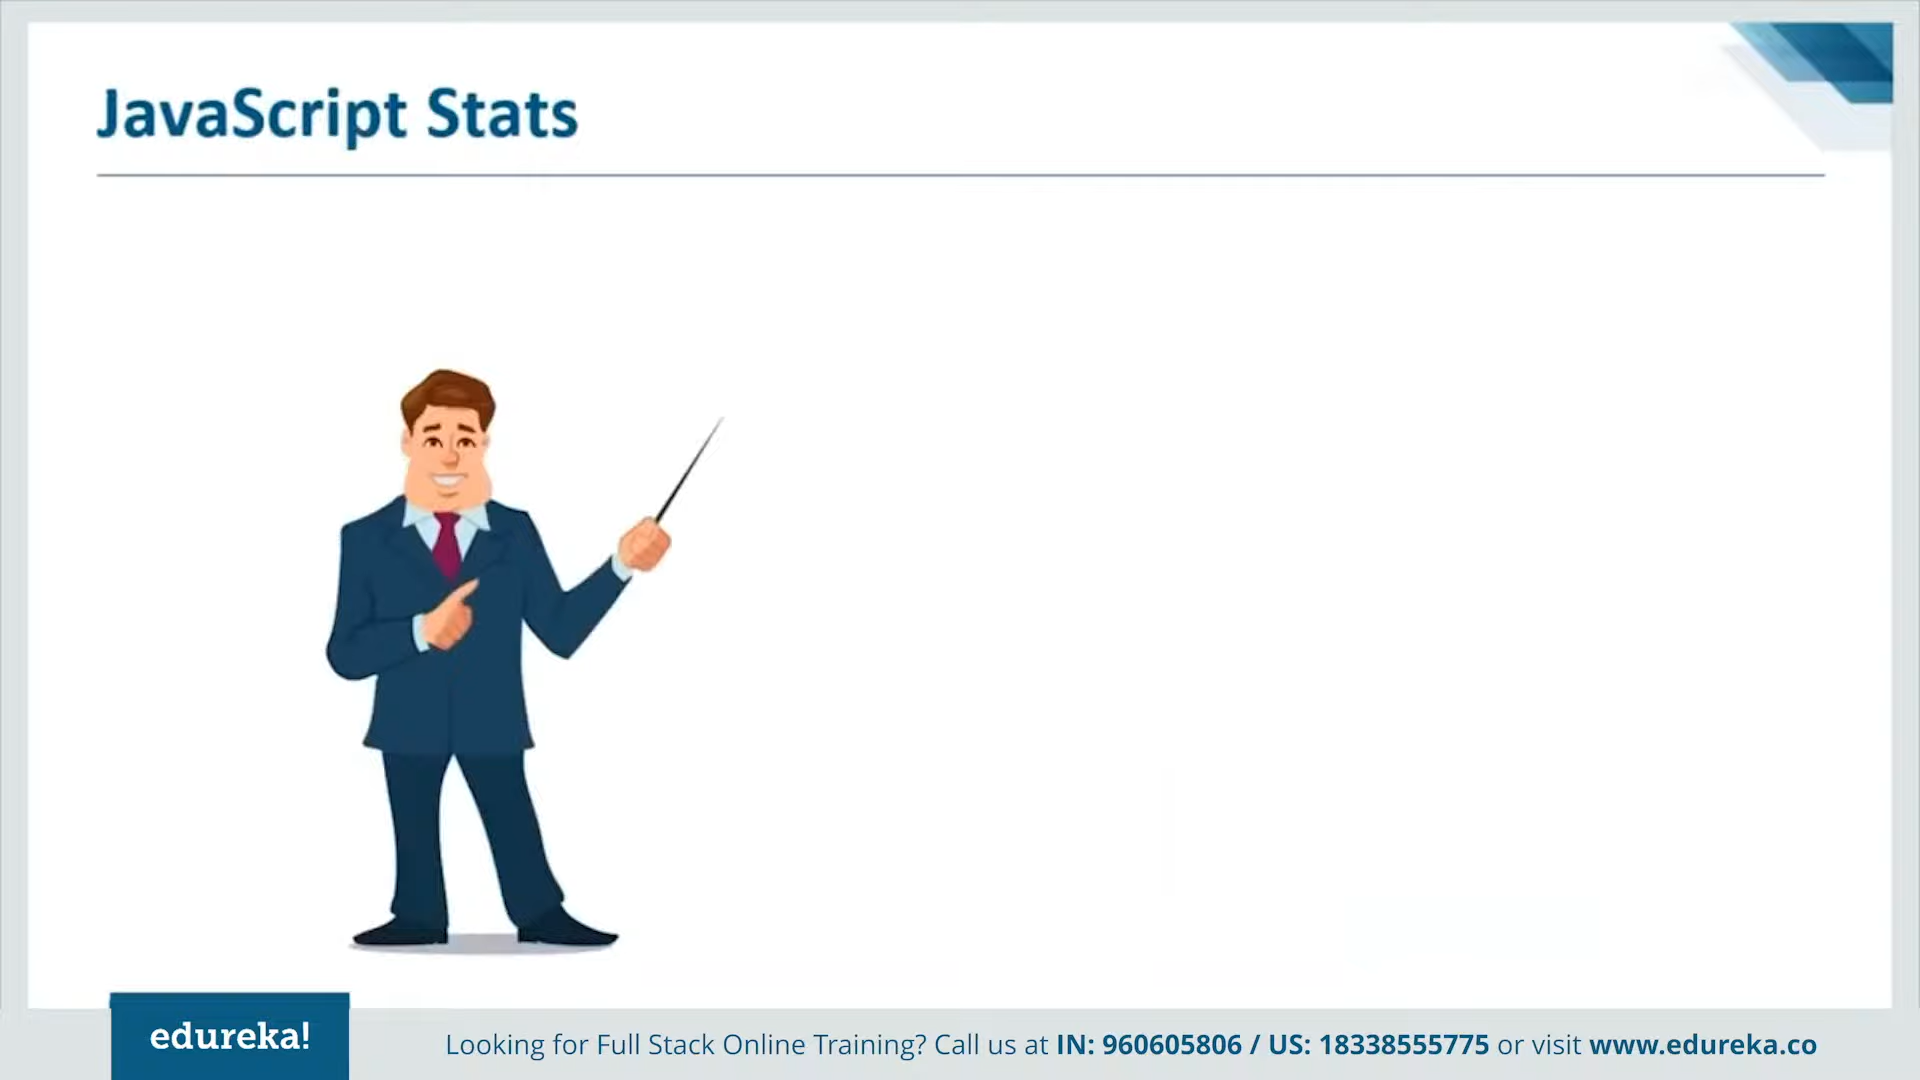 JavaScript Stats
edureka!
Looking for Full Stack Online Training? Call us at IN: 960605806 / US: 18338555775 or visit www.edureka.co